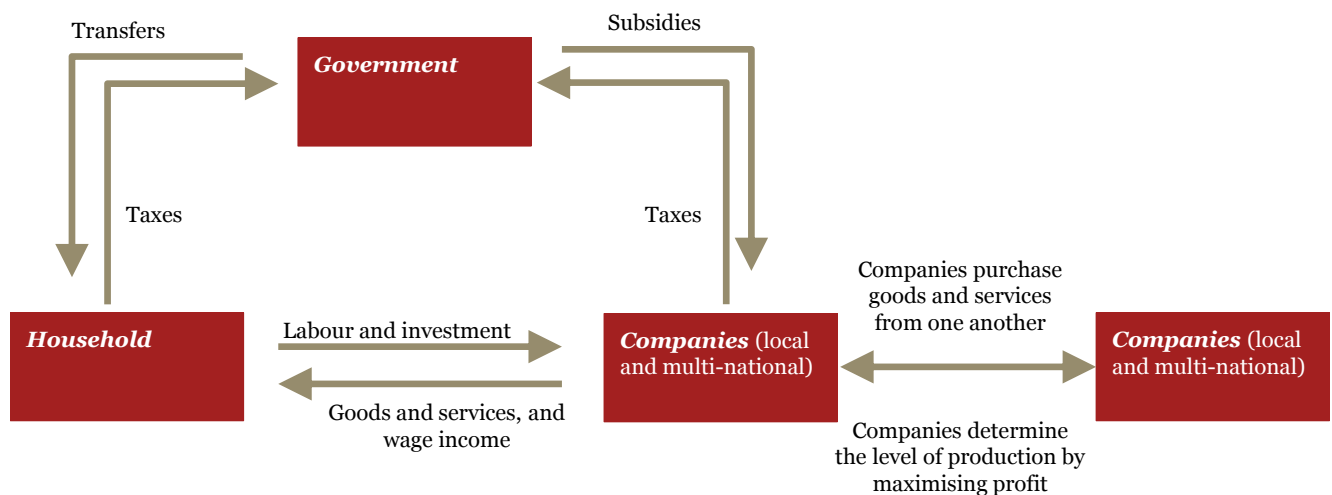 Transfers
Subsidies
Government
Taxes
Taxes
Companies purchase
goods and services
from one another
Household
Labour and investment
Companies (local
and multi-national)
Companies (local
and multi-national)
Goods and services, and
wage income
Companies determine
the level of production by
maximising profit